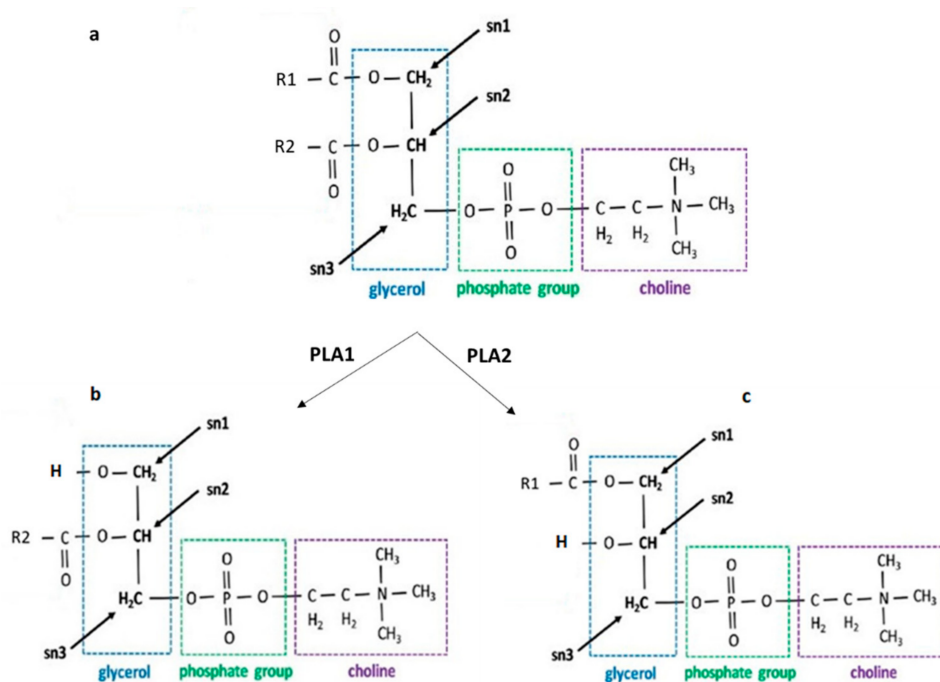 a
sn1
O
R1 – C – O – CH₂
sn2
R2 – C – O – CH
O
O
CH₃
H₂C – O – P – O – C – C – N – CH₃
H₂ H₂
O
CH₃
sn3
glycerol phosphate group choline
PLA1 PLA2
b
sn1
H – O – CH₂
sn2
R2 – C – O – CH
O
O
CH₃
H₂C – O – P – O – C – C – N – CH₃
H₂ H₂
O
CH₃
sn3
glycerol phosphate group choline
c
sn1
O
R1 – C – O – CH₂
sn2
H – O – CH
O
CH₃
H₂C – O – P – O – C – C – N – CH₃
H₂ H₂
O
CH₃
sn3
glycerol phosphate group choline